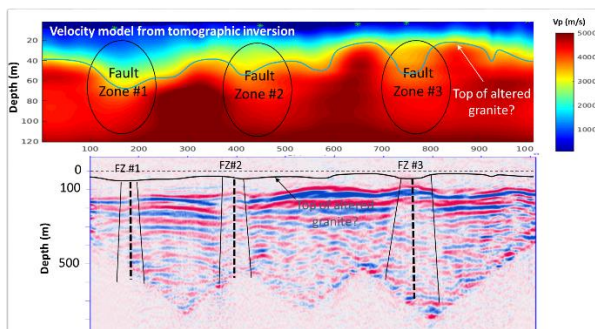 Velocity model from tomographic inversion
Vp (m/s)
5000
4000
3000
2000
1000
0
Depth (m)
20
40
60
80
100
120
Fault
Zone #1
Fault
Zone #2
Fault
Zone #3
Top of altered
granite?
100 200 300 400 500 600 700 800 900 1000
FZ #1
FZ#2
FZ #3
0
100
500
Depth (m)
Top of altered
granite?